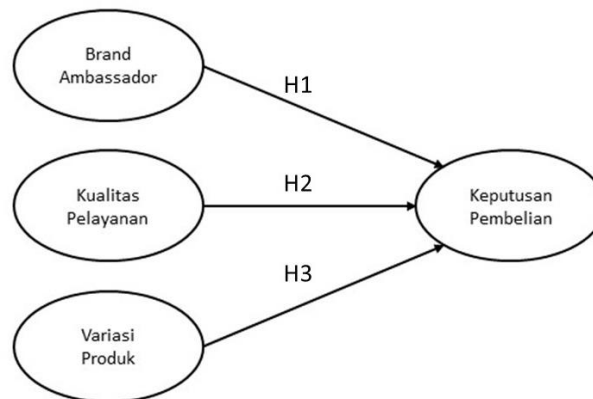 Brand
Ambassador
H1
Kualitas
Pelayanan
H2
Keputusan
Pembelian
H3
Variasi
Produk